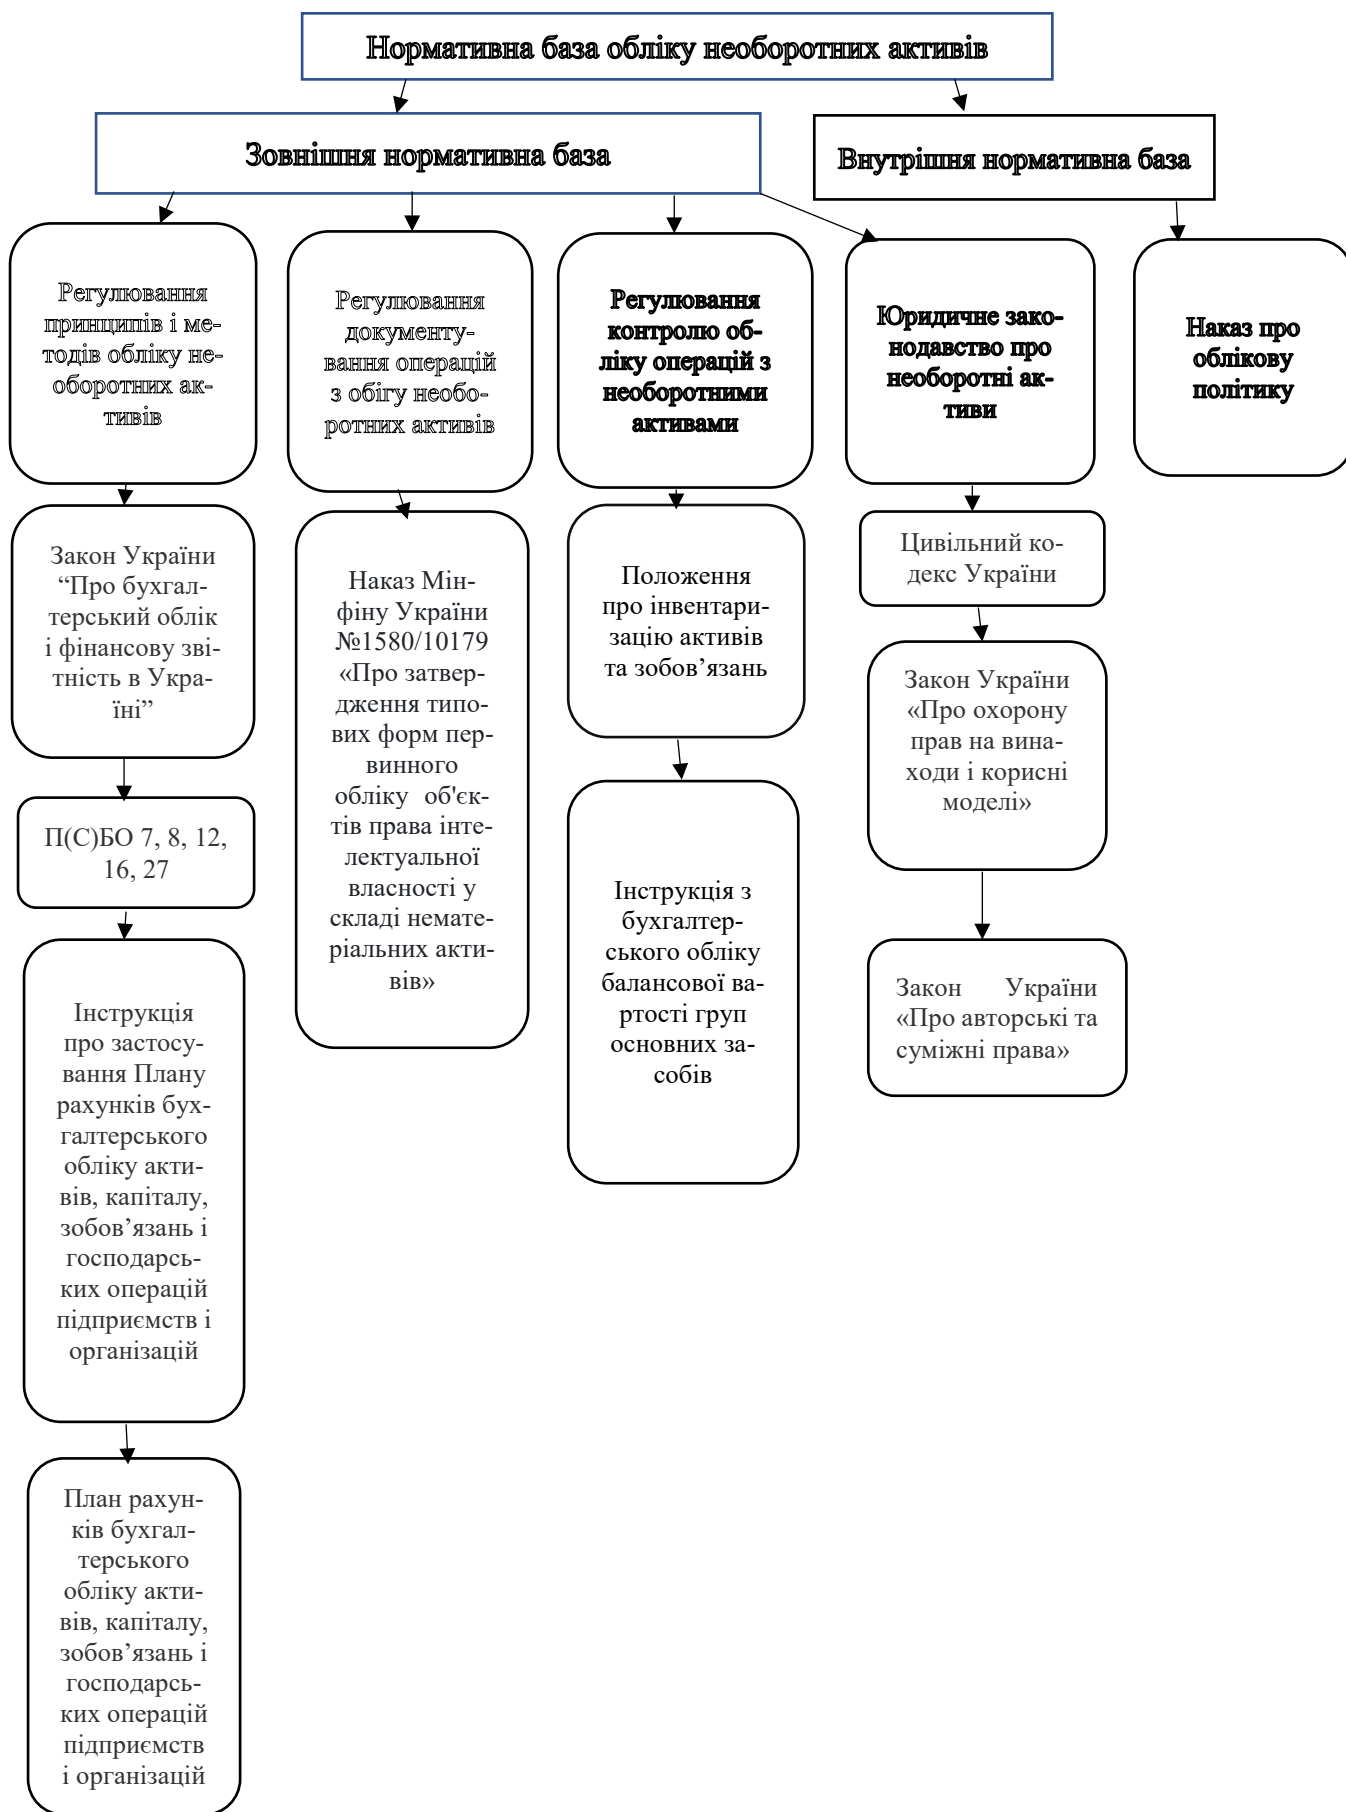 Нормативна база обліку необоротних активів
Зовнішня нормативна база
Внутрішня нормативна база
Регулювання
принципів і ме-
тодів обліку не-
оборотних ак-
тивів
Регулювання
документу-
вання операцій
з обігу необо-
ротних активів
Регулювання
контролю об-
ліку операцій з
необоротними
активами
Юридичне зако-
нодавство про
необоротні ак-
тиви
Наказ про
облікову
політику
Закон України
“Про бухгал-
терський облік
і фінансову зві-
тність в Укра-
їні”
П(С)БО 7, 8, 12,
16, 27
Інструкція
про застосу-
вання Плану
рахунків бух-
галтерського
обліку акти-
вів, капіталу,
зобов’язань і
господарсь-
ких операцій
підприємств і
організацій
План рахун-
ків бухгал-
терського
обліку акти-
вів, капіталу,
зобов’язань і
господарсь-
ких операцій
підприємств
і організацій
Наказ Мін-
фіну України
№1580/10179
«Про затвер-
дження типо-
вих форм пер-
винного
обліку об'єк-
тів права інте-
лектуальної
власності у
складі немате-
ріальних акти-
вів»
Положення
про інвентари-
зацію активів
та зобов’язань
Інструкція з
бухгалтер-
ського обліку
балансової ва-
ртості груп
основних за-
собів
Цивільний ко-
декс України
Закон України
«Про охорону
прав на вина-
ходи і корисні
моделі»
Закон України
«Про авторські та
суміжні права»